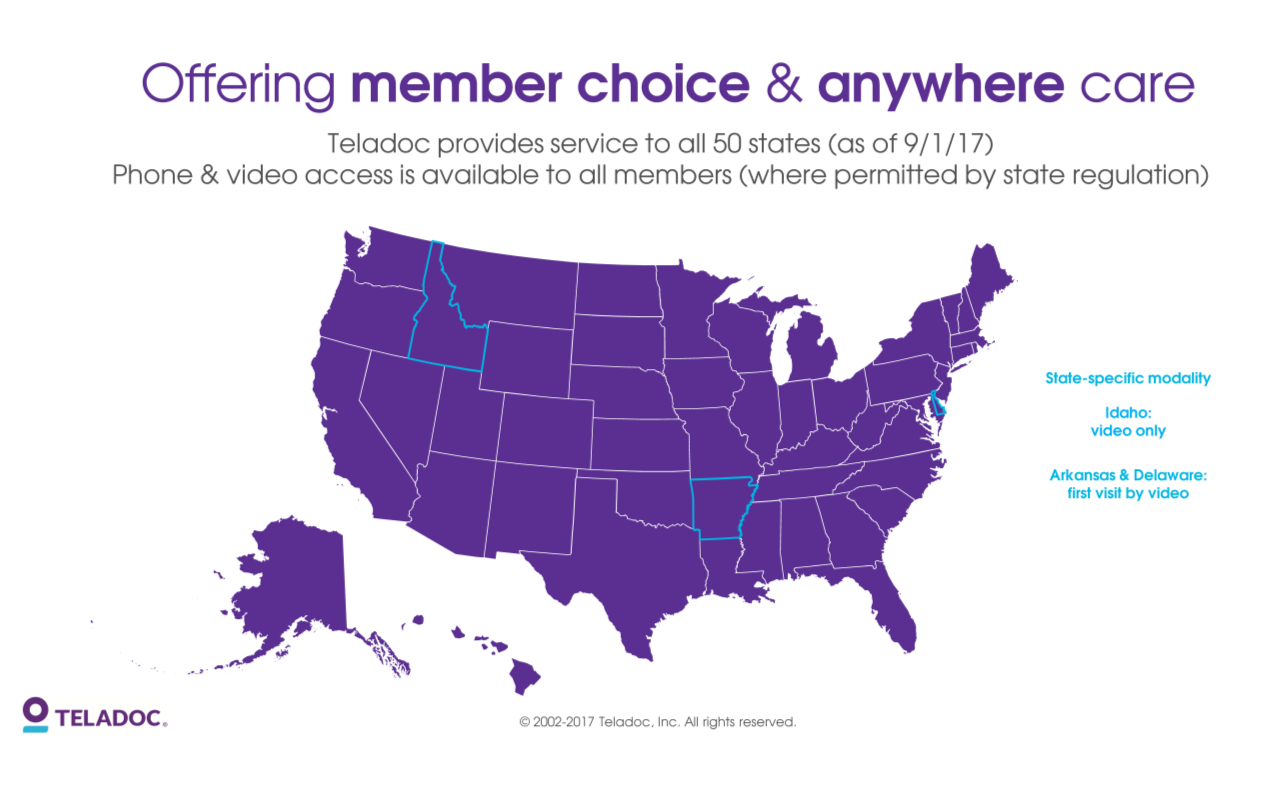 Offering member choice & anywhere care
Teladoc provides service to all 50 states (as of 9/1/17)
Phone & video access is available to all members (where permitted by state regulation)
State-specific modality
Idaho:
video only
Arkansas & Delaware:
first visit by video
TELADOC®
© 2002-2017 Teladoc, Inc. All rights reserved.